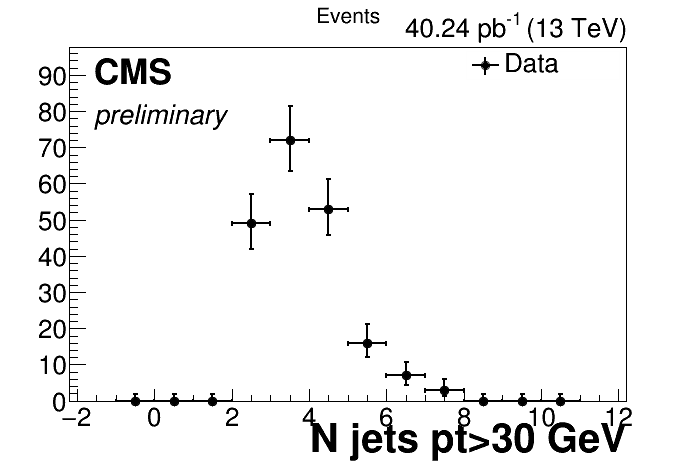 Events
40.24 pb-1 (13 TeV)
CMS
Data
preliminary
90
80
70
60
50
40
30
20
10
0
−2 0 2 4 6 8 10 12
N jets pt>30 GeV